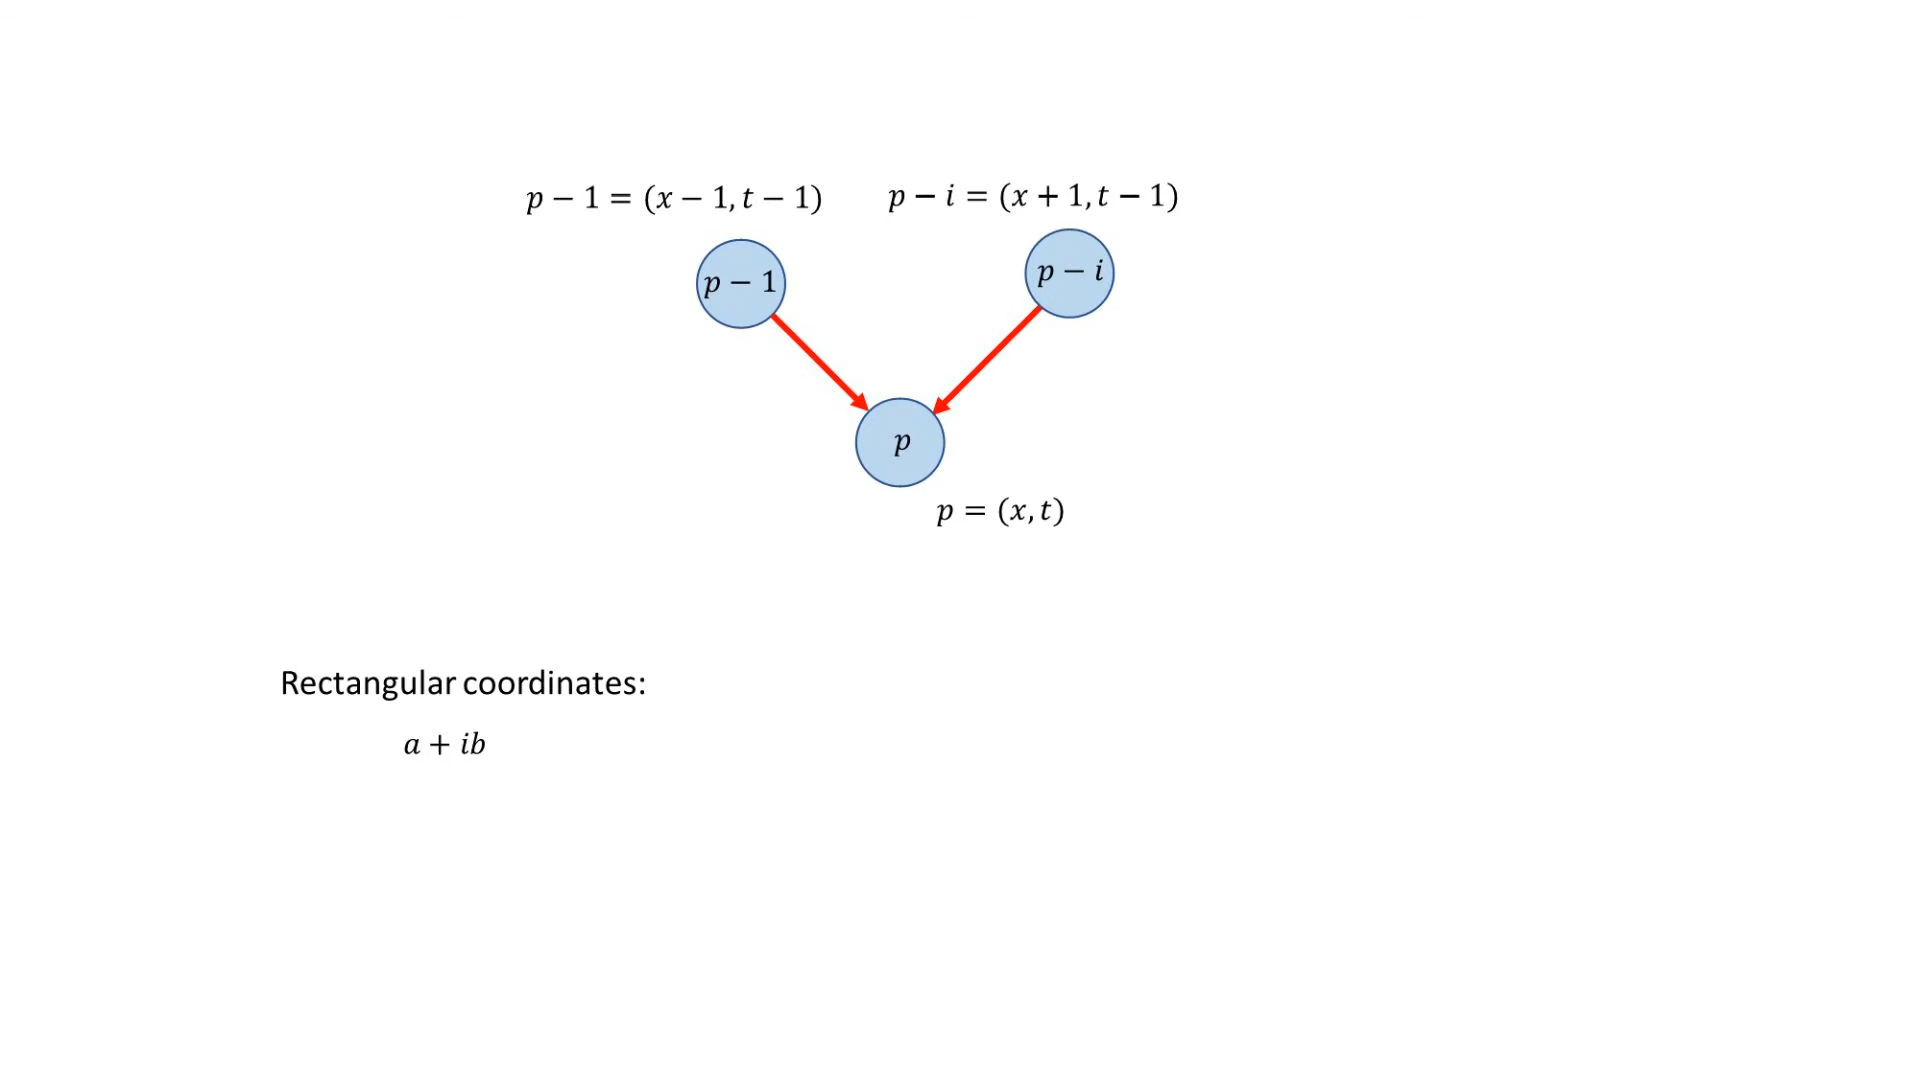 p − 1 = (x − 1, t − 1)
p − i = (x + 1, t − 1)
p − 1
p − i
p
p = (x, t)
Rectangular coordinates:
a + ib